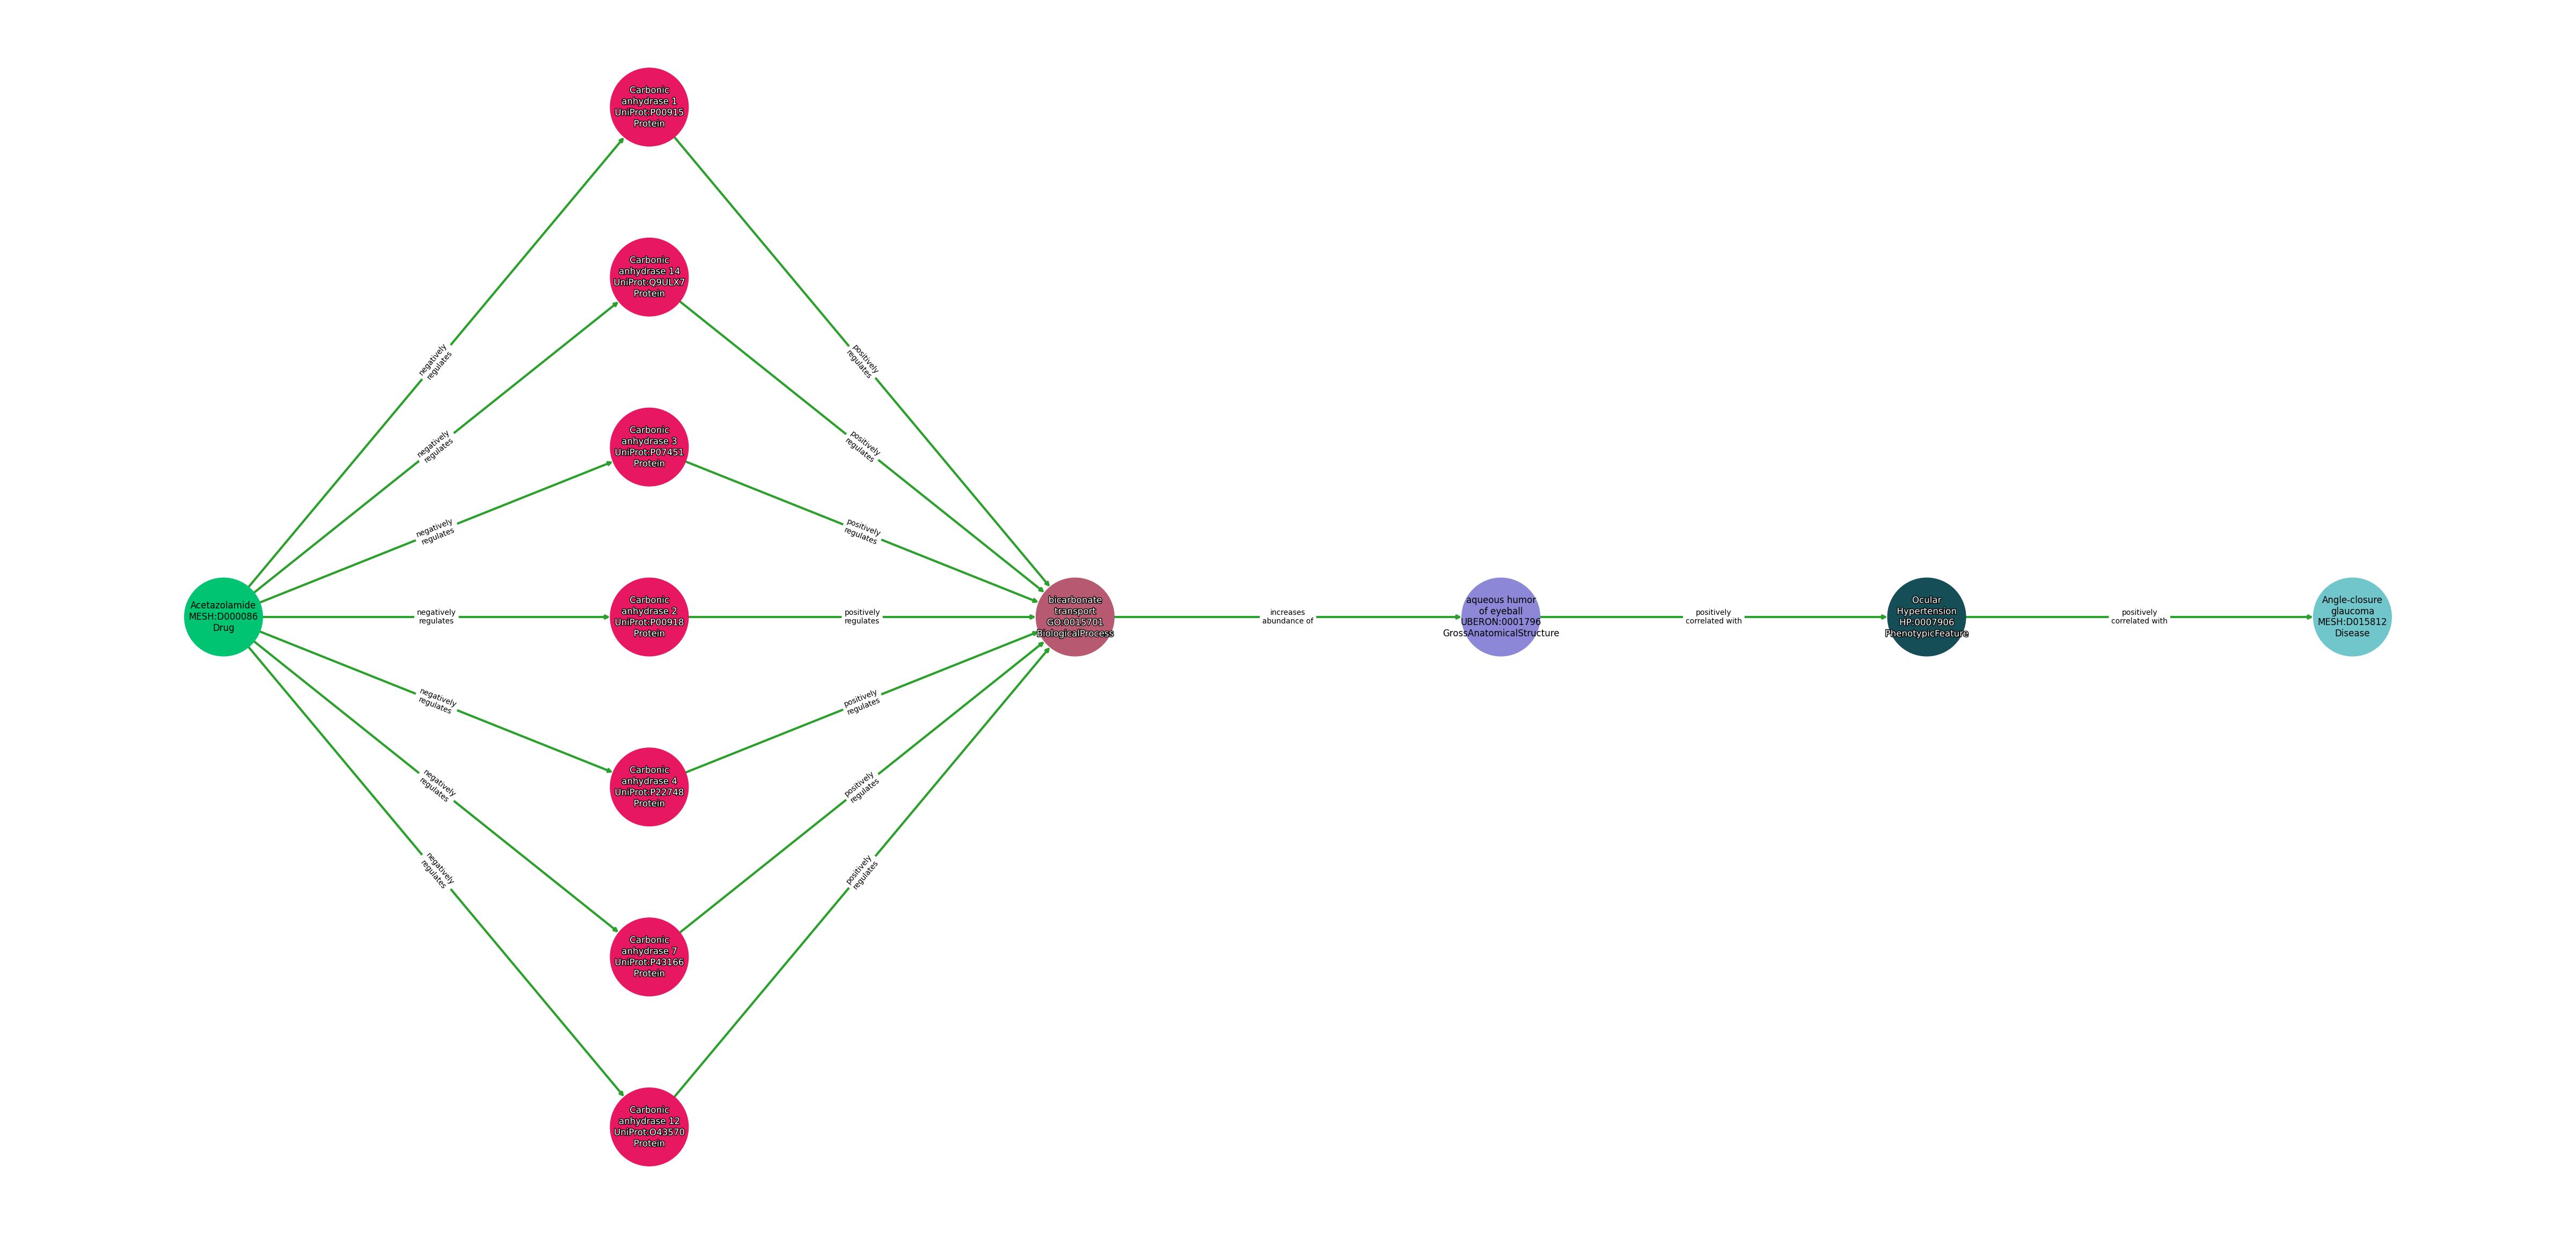 Carbonic
anhydrase 1
UniProt:P00915
Protein
Carbonic
anhydrase 14
UniProt:Q9ULX7
Protein
negatively
regulates
positively
regulates
Carbonic
anhydrase 3
UniProt:P07451
Protein
negatively
regulates
positively
regulates
negatively
regulates
positively
regulates
Acetazolamide
MESH:D000086
Drug
negatively
regulates
Carbonic
anhydrase 2
UniProt:P00918
Protein
positively
regulates
bicarbonate
transport
GO:0015701
BiologicalProcess
increases
abundance of
aqueous humor
of eyeball
UBERON:0001796
GrossAnatomicalStructure
positively
correlated with
Ocular
Hypertension
HP:0007906
PhenotypicFeature
positively
correlated with
Angle-closure
glaucoma
MESH:D015812
Disease
negatively
regulates
positively
regulates
Carbonic
anhydrase 4
UniProt:P22748
Protein
negatively
regulates
positively
regulates
negatively
regulates
positively
regulates
Carbonic
anhydrase 7
UniProt:P43166
Protein
Carbonic
anhydrase 12
UniProt:O43570
Protein